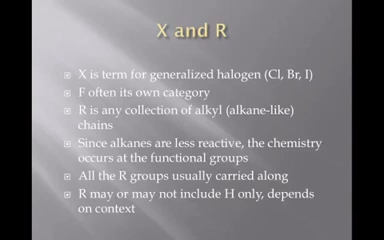 X and R
X is term for generalized halogen (Cl, Br, I)
F often its own category
R is any collection of alkyl (alkane-like)
chains
Since alkanes are less reactive, the chemistry
occurs at the functional groups
All the R groups usually carried along
R may or may not include H only, depends
on context